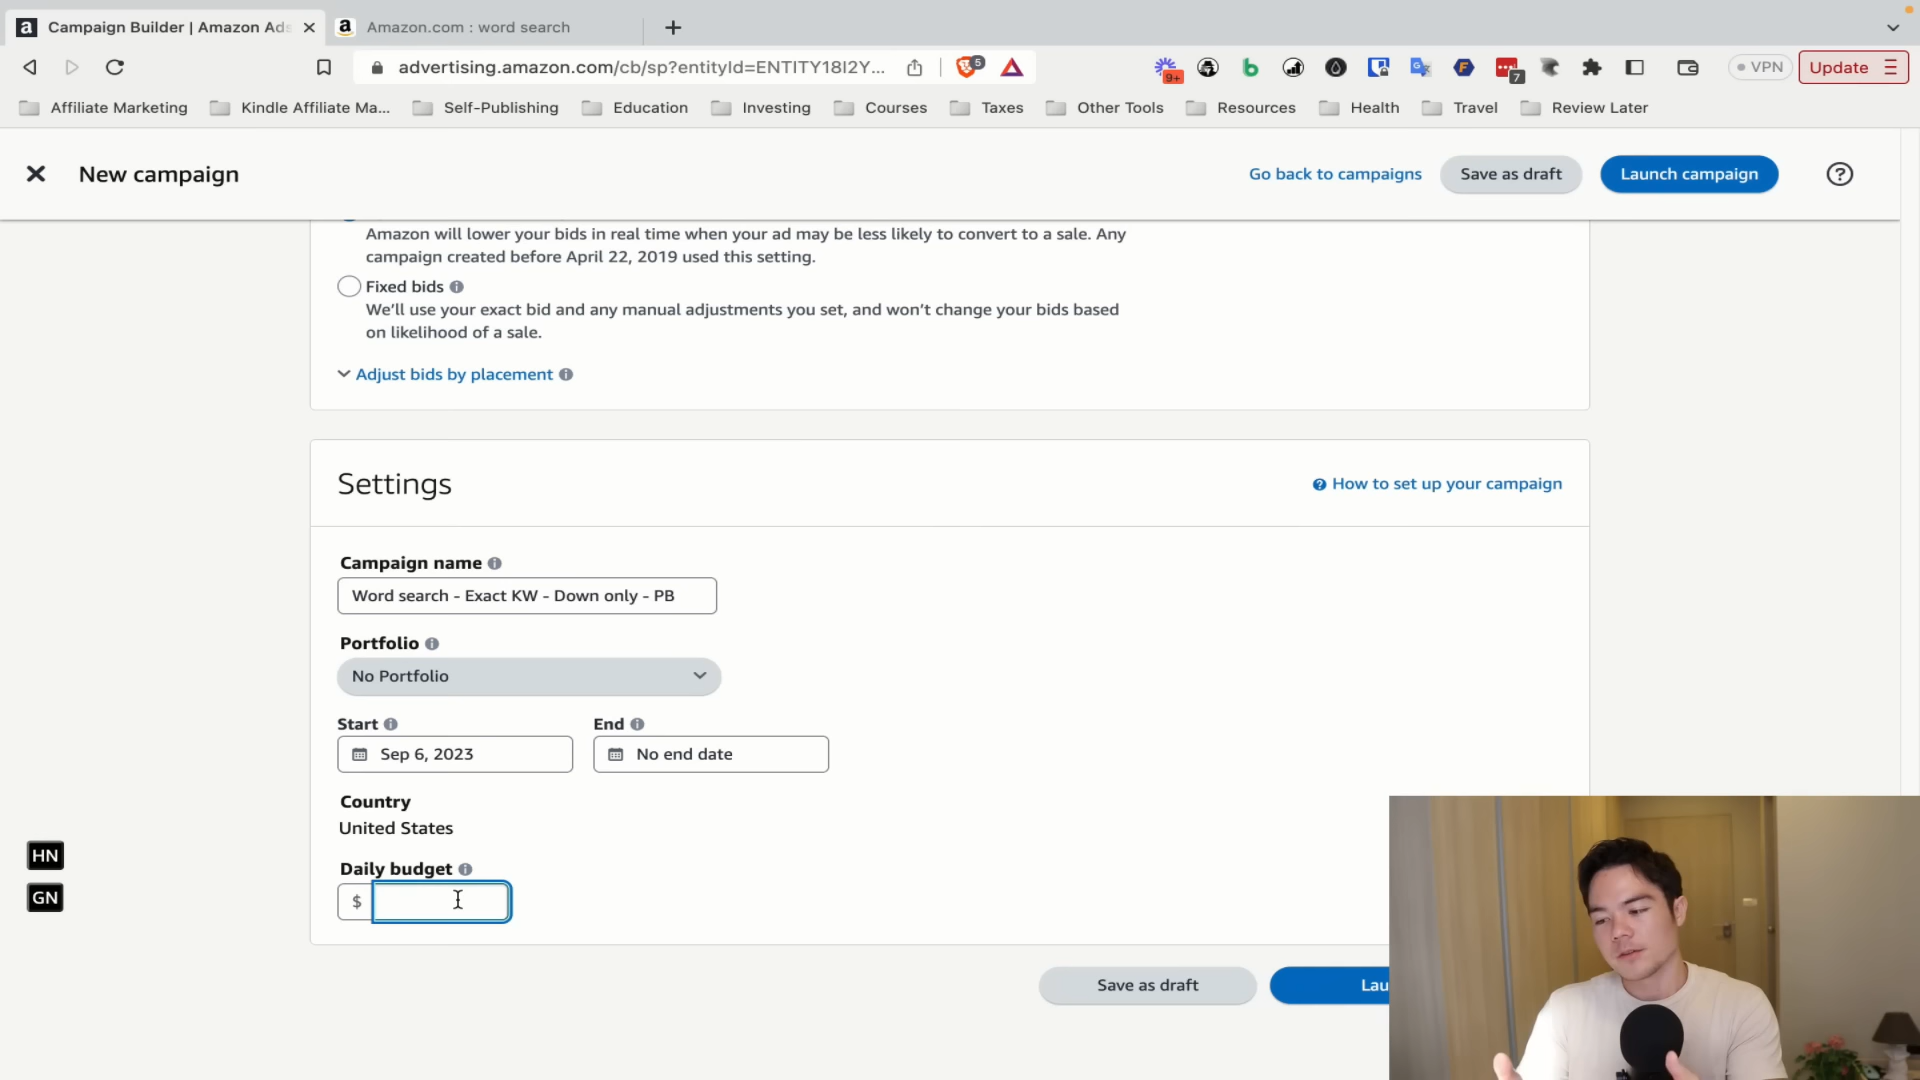 Campaign Builder | Amazon Ads
Amazon.com : word search
advertising.amazon.com/cb/sp?entityId=ENTITY18I2Y...
5
9+
7
VPN
Update
Affiliate Marketing
Kindle Affiliate Ma...
Self-Publishing
Education
Investing
Courses
Taxes
Other Tools
Resources
Health
Travel
Review Later
New campaign
Go back to campaigns
Save as draft
Launch campaign
Amazon will lower your bids in real time when your ad may be less likely to convert to a sale. Any
campaign created before April 22, 2019 used this setting.
Fixed bids
We'll use your exact bid and any manual adjustments you set, and won't change your bids based
on likelihood of a sale.
Adjust bids by placement
Settings
How to set up your campaign
Campaign name
Word search - Exact KW - Down only - PB
Portfolio
No Portfolio
Start
End
Sep 6, 2023
No end date
Country
United States
HN
Daily budget
GN
$
Save as draft
Lau